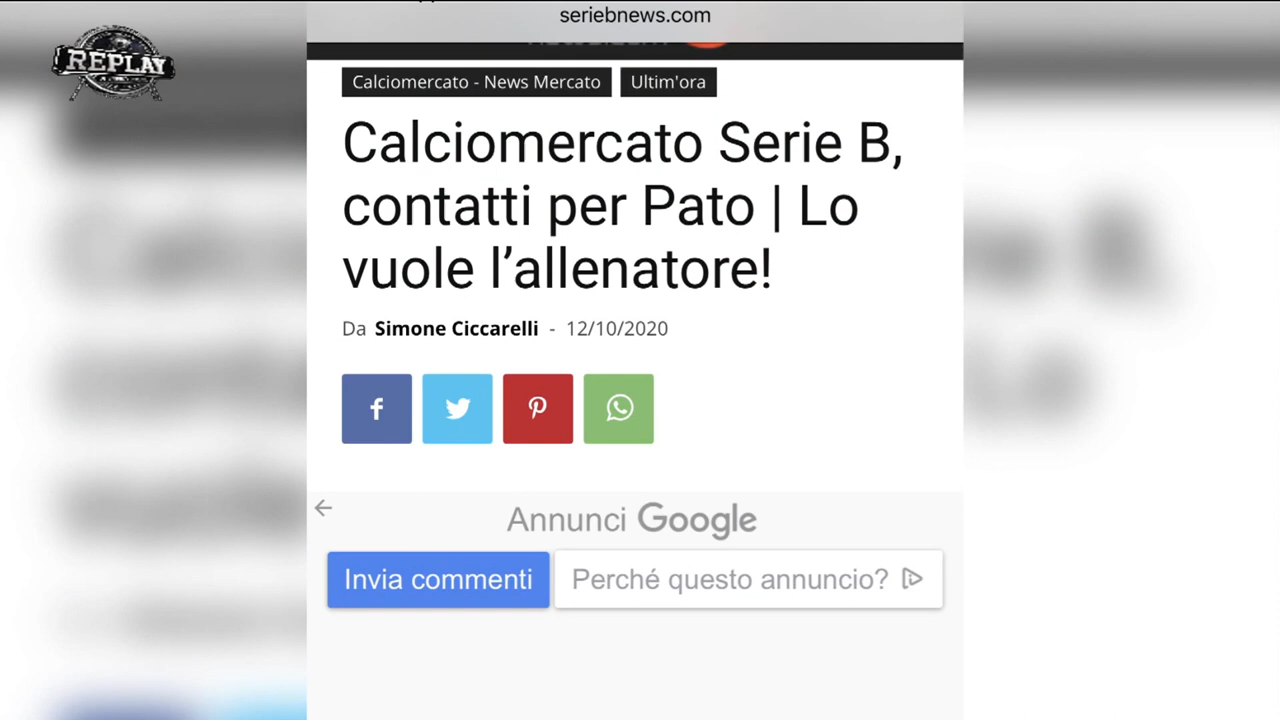 seriebnews.com
REPLAY
Calciomercato - News Mercato
Ultim'ora
Calciomercato Serie B,
contatti per Pato | Lo
vuole l’allenatore!
Da Simone Ciccarelli - 12/10/2020
Annunci Google
Invia commenti
Perché questo annuncio?